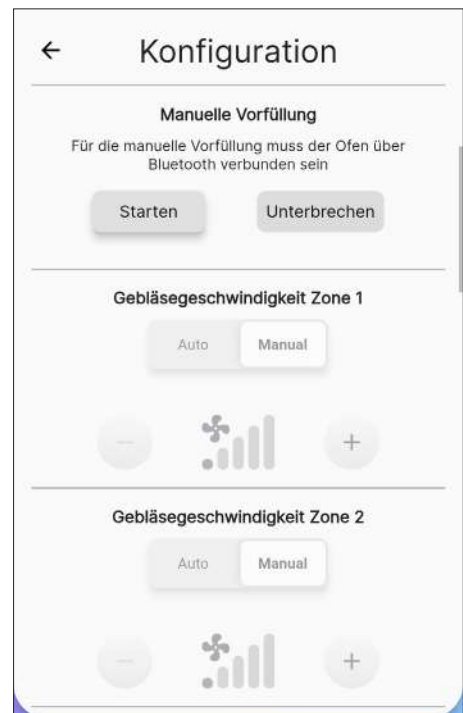 Konfiguration
Manuelle Vorfüllung
Für die manuelle Vorfüllung muss der Ofen über
Bluetooth verbunden sein
Starten Unterbrechen
Gebläsegeschwindigkeit Zone 1
Auto Manual
Gebläsegeschwindigkeit Zone 2
Auto Manual